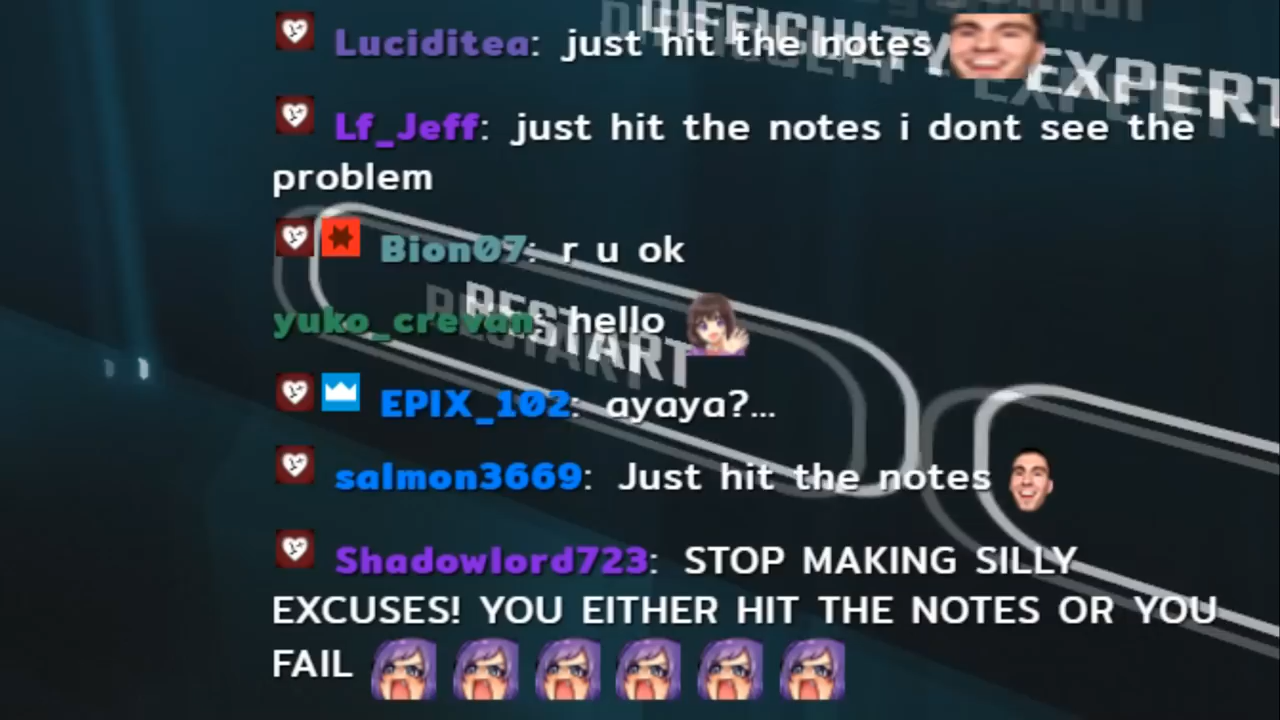 DIFFICULTY EXPERT
Luciditea: just hit the notes
Lf_Jeff: just hit the notes i dont see the
problem
Bion07: r u ok
yuko_crevan: hello
RESTART
EPIX_102: ayaya?...
salmon3669: Just hit the notes
Shadowlord723: STOP MAKING SILLY
EXCUSES! YOU EITHER HIT THE NOTES OR YOU
FAIL